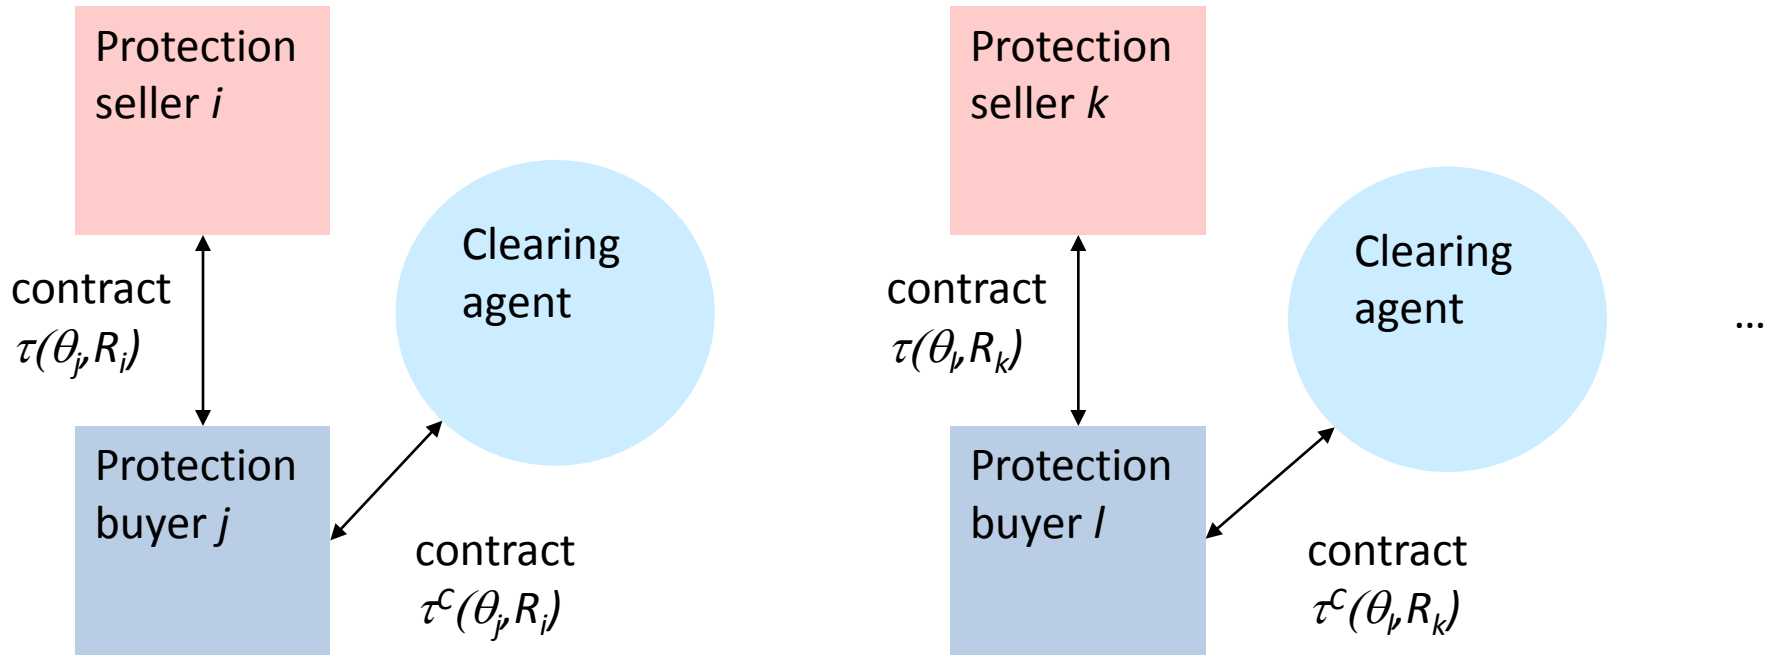 Protection
seller i
contract
τ(θj,Ri)
Protection
buyer j
Clearing
agent
contract
τC(θj,Ri)
Protection
seller k
contract
τ(θl,Rk)
Protection
buyer l
Clearing
agent
contract
τC(θl,Rk)
...